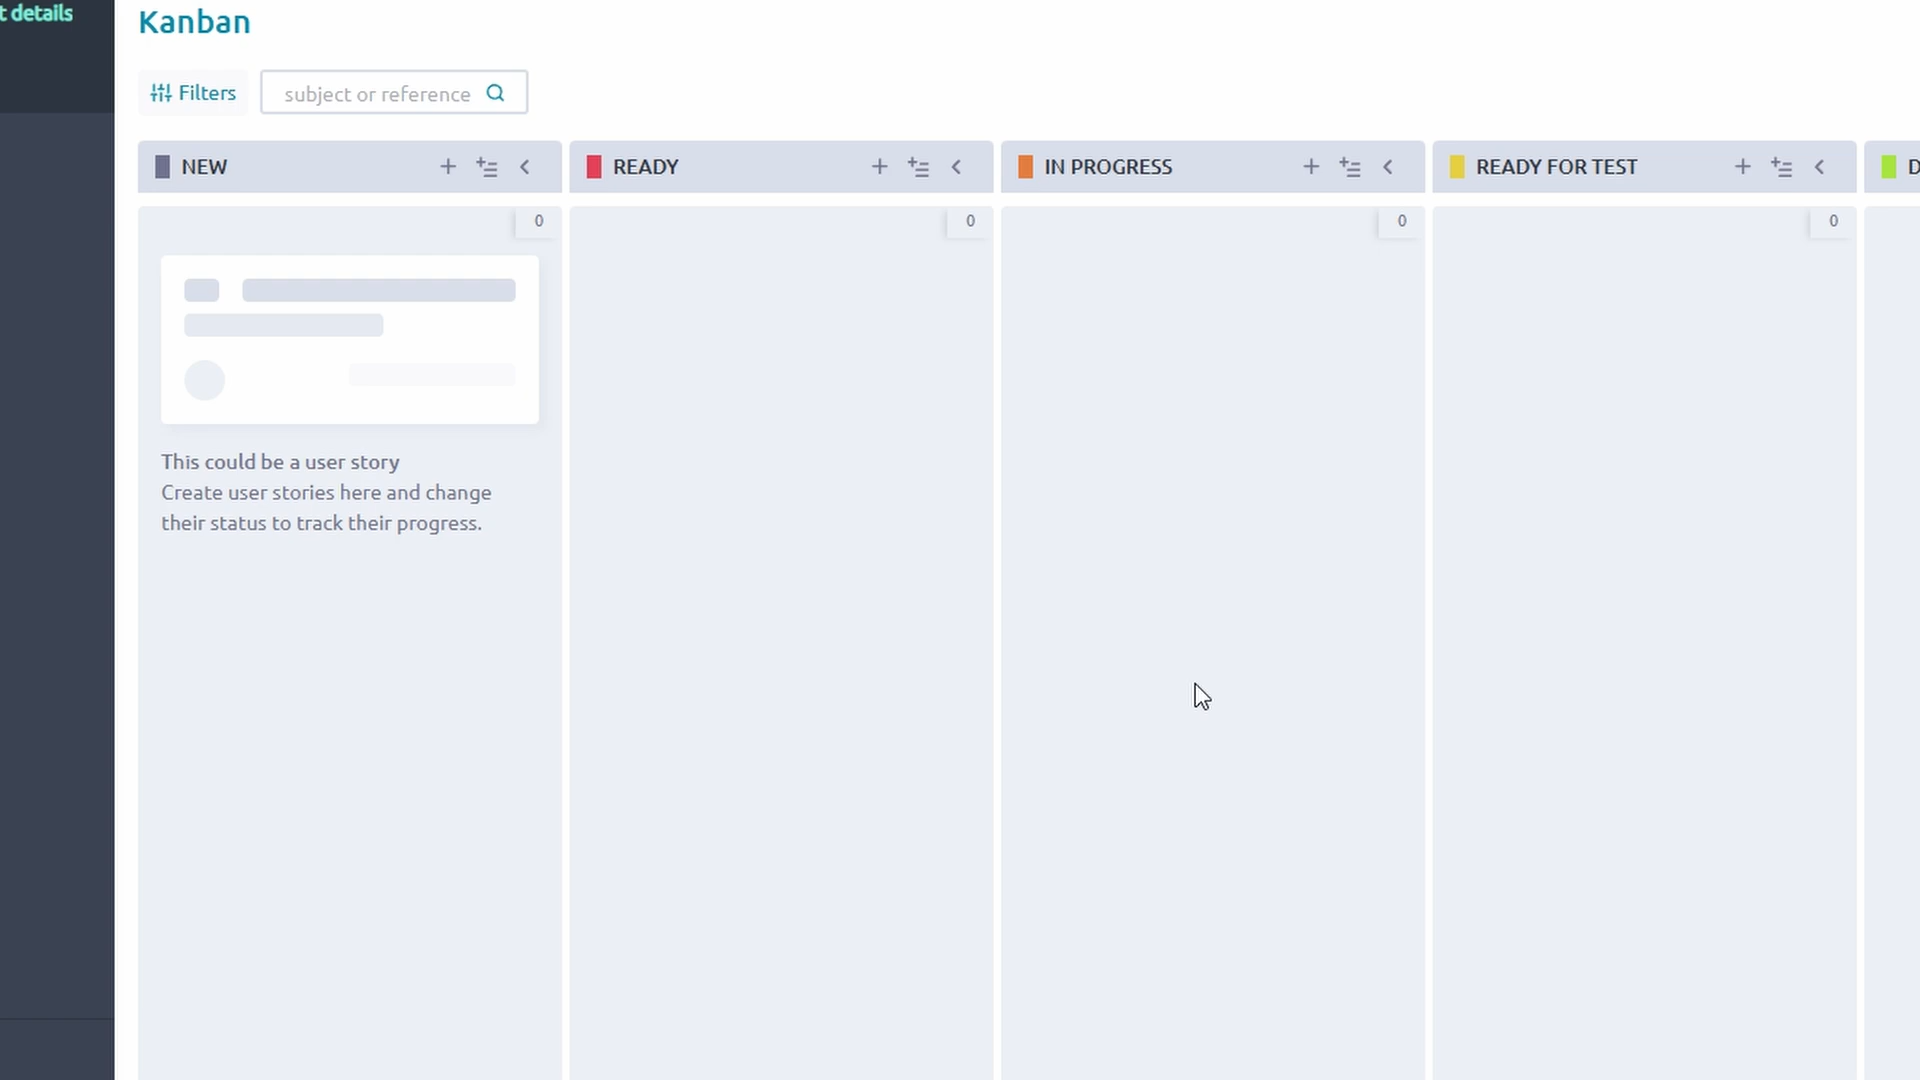 t details
Kanban
Filters
subject or reference
NEW
READY
IN PROGRESS
READY FOR TEST
D
0
0
0
0
This could be a user story
Create user stories here and change
their status to track their progress.